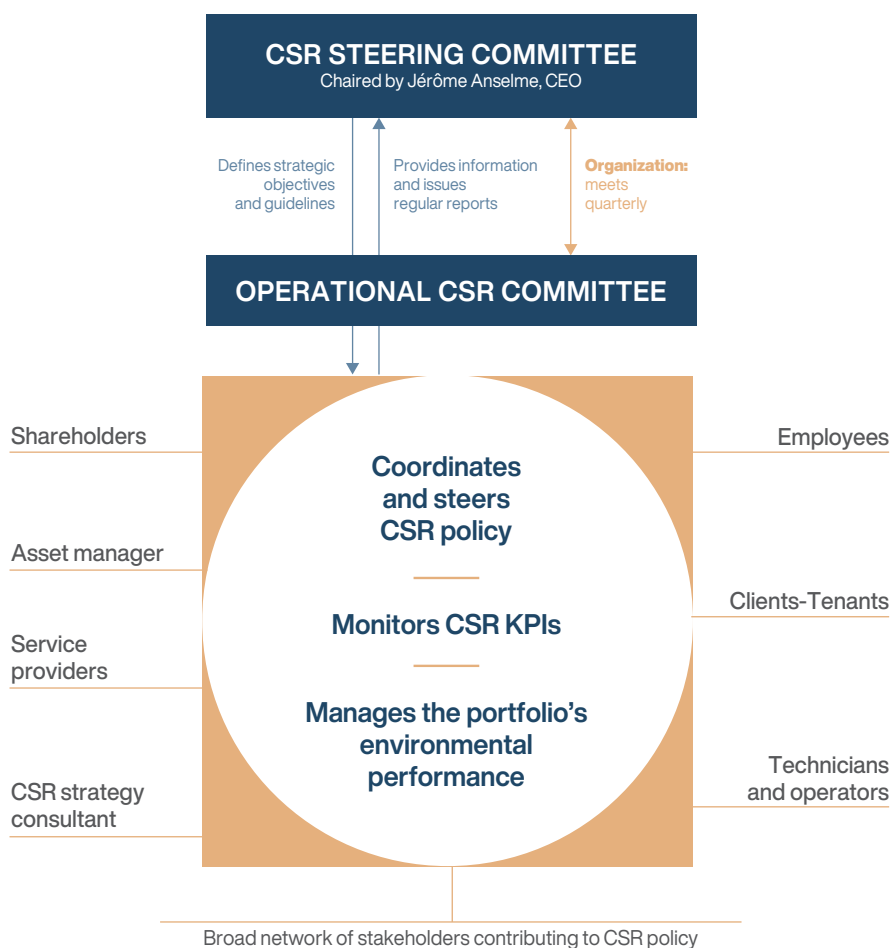 CSR STEERING COMMITTEE
Chaired by Jérôme Anselme, CEO
Defines strategic
objectives
and guidelines
Provides information
and issues
regular reports
Organization:
meets
quarterly
OPERATIONAL CSR COMMITTEE
Shareholders
Asset manager
Service
providers
CSR strategy
consultant
Coordinates
and steers
CSR policy
Monitors CSR KPIs
Manages the portfolio’s
environmental
performance
Employees
Clients-Tenants
Technicians
and operators
Broad network of stakeholders contributing to CSR policy